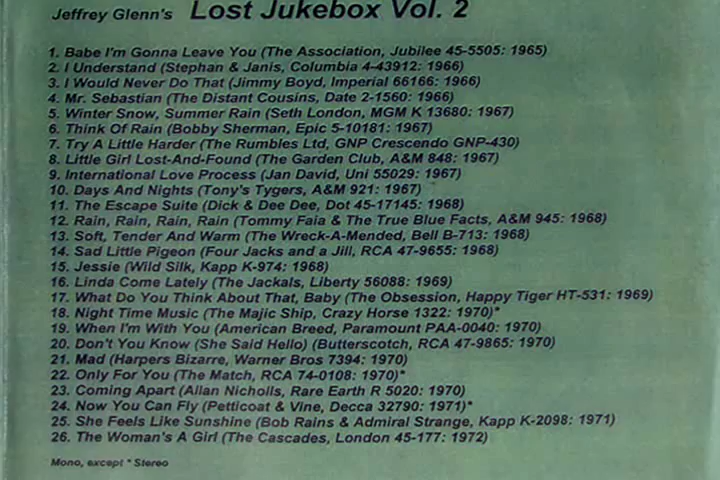 Jeffrey Glenn's Lost Jukebox Vol. 2
1. Babe I'm Gonna Leave You (The Association, Jubilee 45-5505: 1965)
2. I Understand (Stephan & Janis, Columbia 4-43912: 1966)
3. I Would Never Do That (Jimmy Boyd, Imperial 66166: 1966)
4. Mr. Sebastian (The Distant Cousins, Date 2-1560: 1966)
5. Winter Snow, Summer Rain (Seth London, MGM K 13680: 1967)
6. Think Of Rain (Bobby Sherman, Epic 5-10181: 1967)
7. Try A Little Harder (The Rumbles Ltd, GNP Crescendo GNP-430)
8. Little Girl Lost-And-Found (The Garden Club, A&M 848: 1967)
9. International Love Process (Jan David, Uni 55029: 1967)
10. Days And Nights (Tony's Tygers, A&M 921: 1967)
11. The Escape Suite (Dick & Dee Dee, Dot 45-17145: 1968)
12. Rain, Rain, Rain, Rain (Tommy Faia & The True Blue Facts, A&M 945: 1968)
13. Soft, Tender And Warm (The Wreck-A-Mended, Bell B-713: 1968)
14. Sad Little Pigeon (Four Jacks and a Jill, RCA 47-9655: 1968)
15. Jessie (Wild Silk, Kapp K-974: 1968)
16. Linda Come Lately (The Jackals, Liberty 56088: 1969)
17. What Do You Think About That, Baby (The Obsession, Happy Tiger HT-531: 1969)
18. Night Time Music (The Majic Ship, Crazy Horse 1322: 1970)*
19. When I'm With You (American Breed, Paramount PAA-0040: 1970)
20. Don't You Know (She Said Hello) (Butterscotch, RCA 47-9865: 1970)
21. Mad (Harpers Bizarre, Warner Bros 7394: 1970)
22. Only For You (The Match, RCA 74-0108: 1970)*
23. Coming Apart (Allan Nicholls, Rare Earth R 5020: 1970)
24. Now You Can Fly (Petticoat & Vine, Decca 32790: 1971)*
25. She Feels Like Sunshine (Bob Rains & Admiral Strange, Kapp K-2098: 1971)
26. The Woman's A Girl (The Cascades, London 45-177: 1972)
Mono, except * Stereo